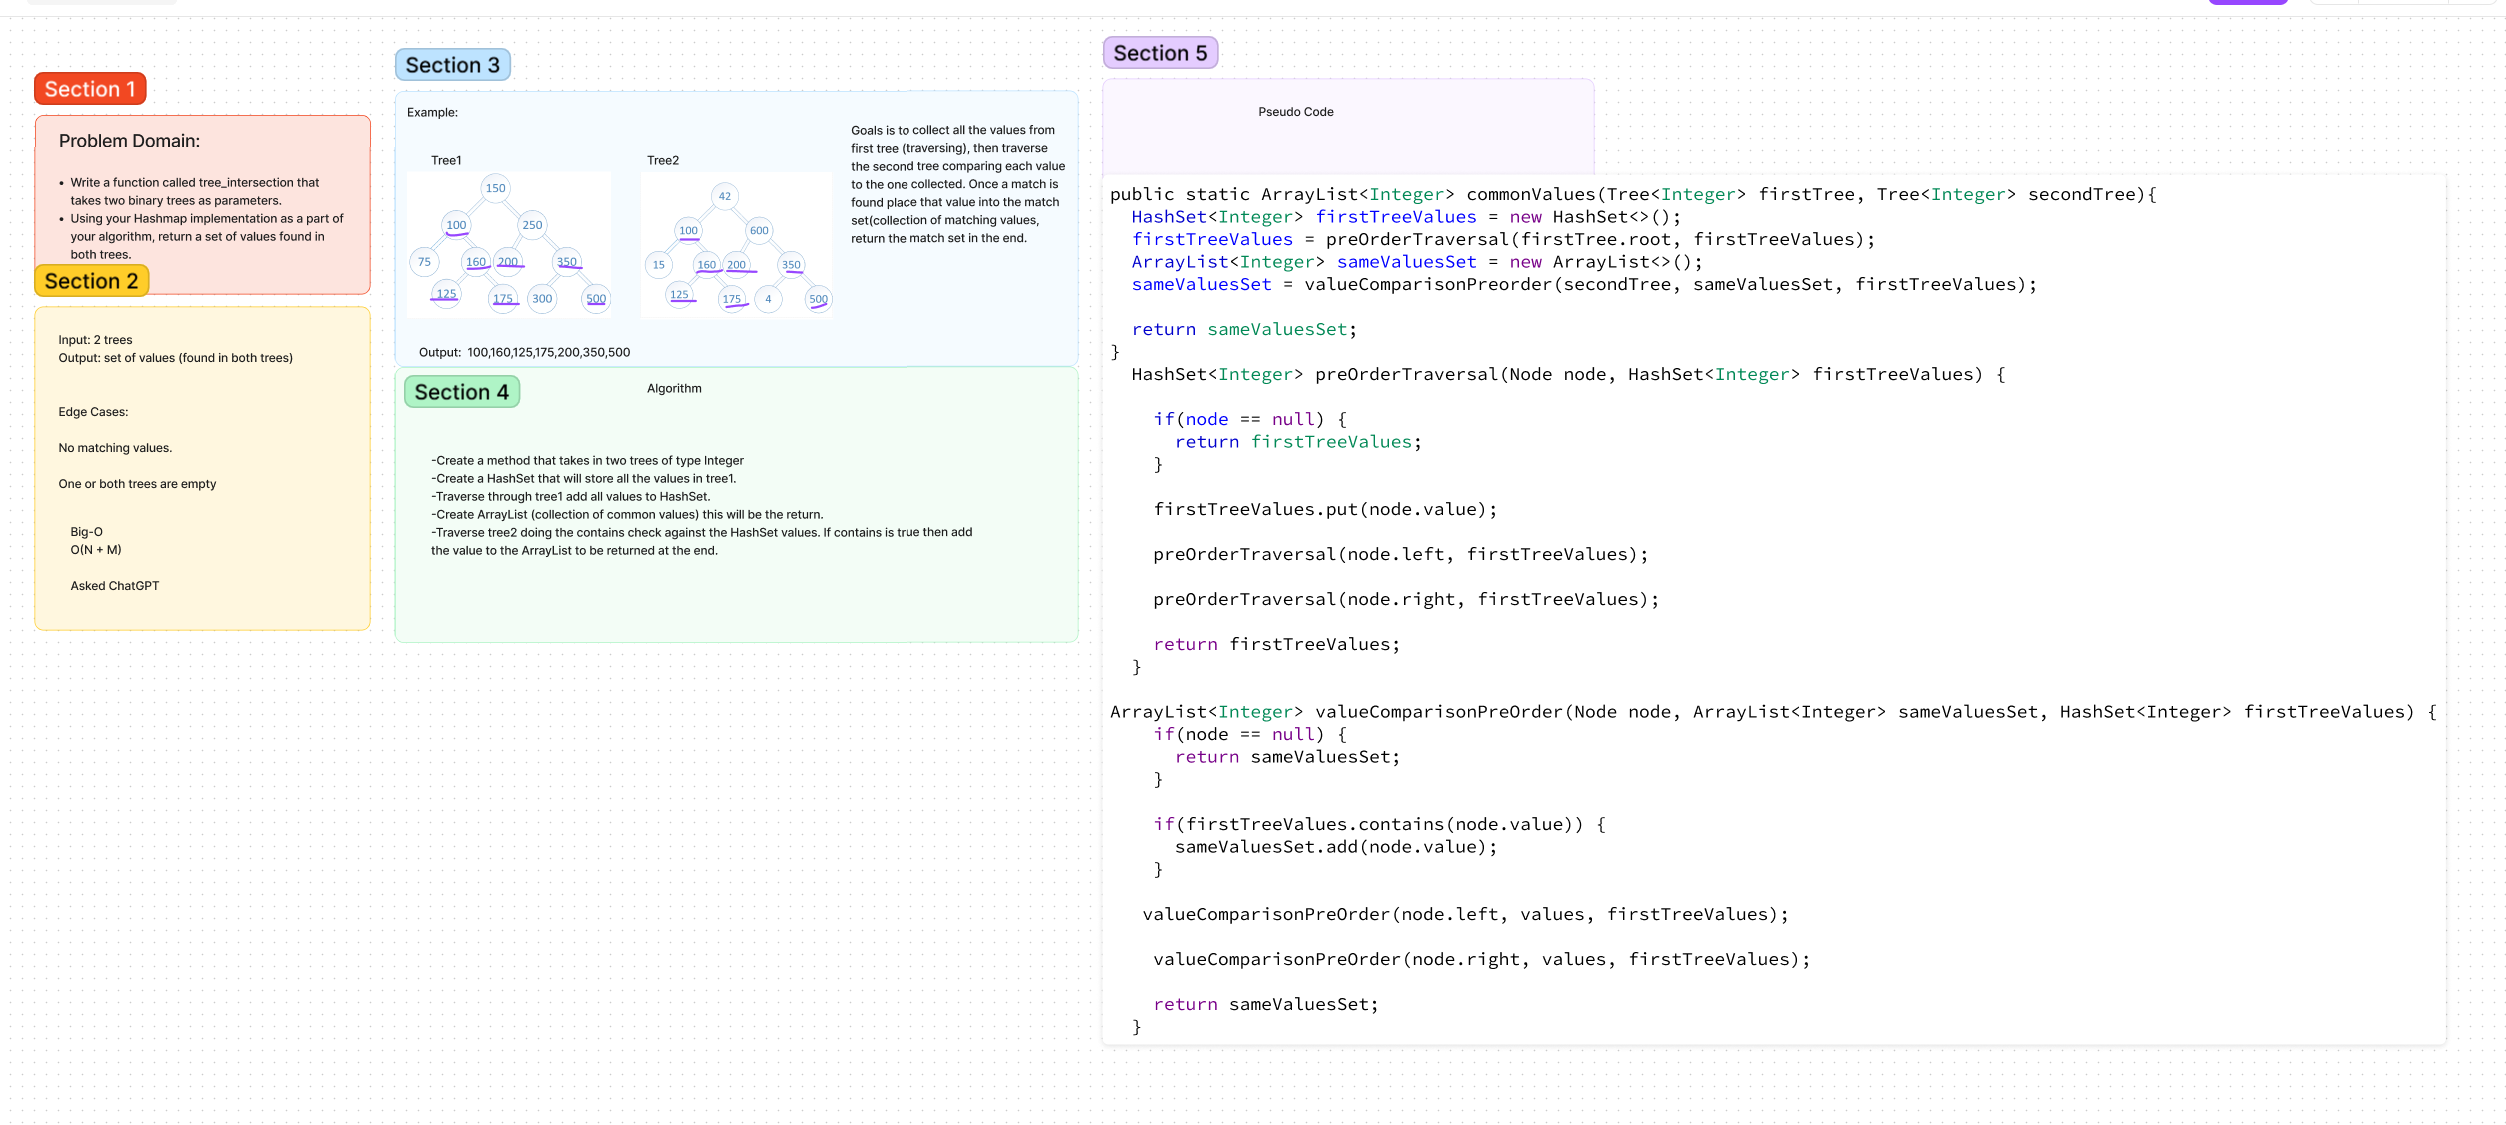 Section 1
Problem Domain:
• Write a function called tree_intersection that
takes two binary trees as parameters.
• Using your Hashmap implementation as a part of
your algorithm, return a set of values found in
both trees.
Section 2
Input: 2 trees
Output: set of values (found in both trees)
Edge Cases:
No matching values.
One or both trees are empty
Big-O
O(N + M)
Asked ChatGPT
Section 3
Example:
Tree1
150
100 250
75 160 200 350
125 175 300 500
Tree2
42
100 600
15 160 200 350
125 175 4 500
Goals is to collect all the values from
first tree (traversing), then traverse
the second tree comparing each value
to the one collected. Once a match is
found place that value into the match
set(collection of matching values,
return the match set in the end.
Output: 100,160,125,175,200,350,500
Section 4
Algorithm
-Create a method that takes in two trees of type Integer
-Create a HashSet that will store all the values in tree1.
-Traverse through tree1 add all values to HashSet.
-Create ArrayList (collection of common values) this will be the return.
-Traverse tree2 doing the contains check against the HashSet values. If contains is true then add
the value to the ArrayList to be returned at the end.
Section 5
Pseudo Code
public static ArrayList<Integer> commonValues(Tree<Integer> firstTree, Tree<Integer> secondTree){
HashSet<Integer> firstTreeValues = new HashSet<>();
firstTreeValues = preOrderTraversal(firstTree.root, firstTreeValues);
ArrayList<Integer> sameValuesSet = new ArrayList<>();
sameValuesSet = valueComparisonPreorder(secondTree, sameValuesSet, firstTreeValues);
return sameValuesSet;
}
HashSet<Integer> preOrderTraversal(Node node, HashSet<Integer> firstTreeValues) {
if(node == null) {
return firstTreeValues;
}
firstTreeValues.put(node.value);
preOrderTraversal(node.left, firstTreeValues);
preOrderTraversal(node.right, firstTreeValues);
return firstTreeValues;
}
ArrayList<Integer> valueComparisonPreOrder(Node node, ArrayList<Integer> sameValuesSet, HashSet<Integer> firstTreeValues) {
if(node == null) {
return sameValuesSet;
}
if(firstTreeValues.contains(node.value)) {
sameValuesSet.add(node.value);
}
valueComparisonPreOrder(node.left, values, firstTreeValues);
valueComparisonPreOrder(node.right, values, firstTreeValues);
return sameValuesSet;
}